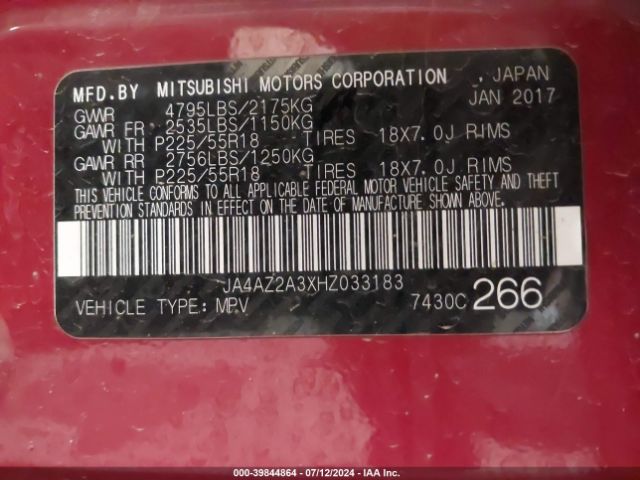 MFD.BY MITSUBISHI MOTORS CORPORATION , JAPAN
JAN 2017
GVWR 4795LBS/2175KG
GAWR FR 2535LBS/1150KG
WITH P225/55R18 TIRES 18X7.0J RIMS
GAWR RR 2756LBS/1250KG
WITH P225/55R18 TIRES 18X7.0J RIMS
THIS VEHICLE CONFORMS TO ALL APPLICABLE FEDERAL MOTOR VEHICLE SAFETY AND THEFT
PREVENTION STANDARDS IN EFFECT ON THE DATE OF MANUFACTURE SHOWN ABOVE.
JA4AZ2A3XHZ033183
VEHICLE TYPE: MPV 7430C 266
000-39844864 - 07/12/2024 - IAA Inc.